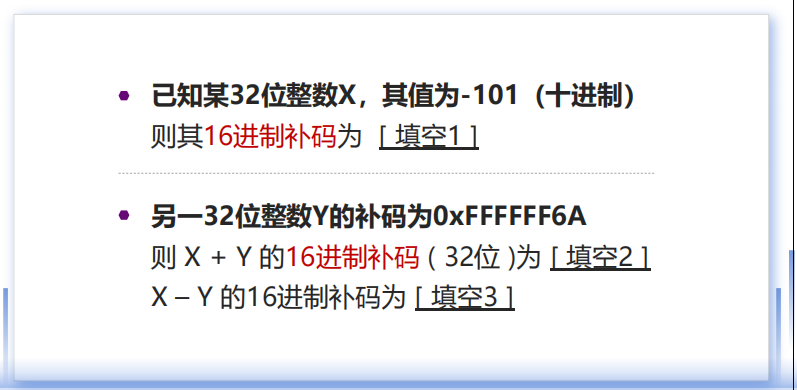 已知某32位整数X，其值为-101（十进制）
则其16进制补码为 [ 填空1 ]
另一32位整数Y的补码为0xFFFFFF6A
则 X + Y 的16进制补码 ( 32位 )为 [ 填空2 ]
X – Y 的16进制补码为 [ 填空3 ]